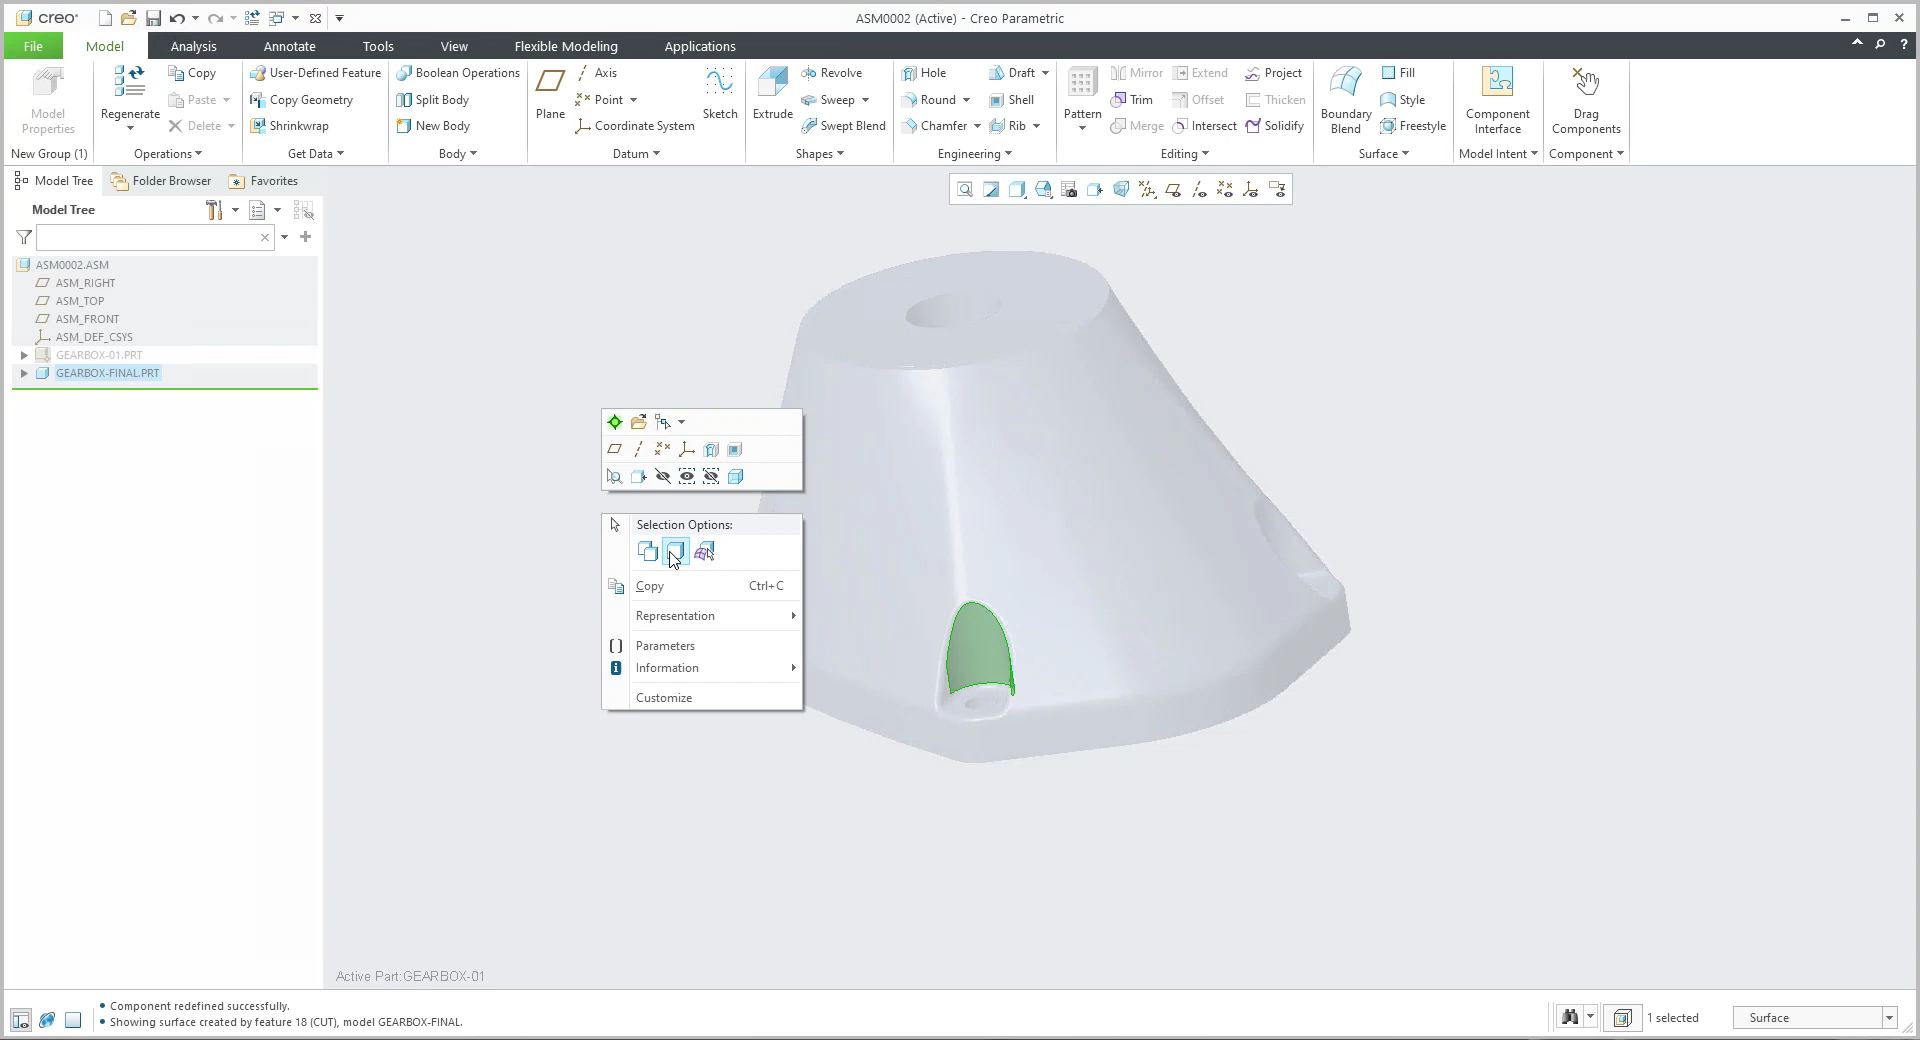 creo ASM0002 (Active) - Creo Parametric
File Model Analysis Annotate Tools View Flexible Modeling Applications ?
Model Properties
New Group (1)
Regenerate
Copy
Paste
Delete
Operations
User-Defined Feature
Copy Geometry
Shrinkwrap
Get Data
Boolean Operations
Split Body
New Body
Body
Plane
Axis
Point
Coordinate System
Sketch
Datum
Extrude
Revolve
Sweep
Swept Blend
Shapes
Hole
Round
Chamfer
Draft
Shell
Rib
Engineering
Pattern
Mirror
Trim
Merge
Extend
Offset
Intersect
Project
Thicken
Solidify
Editing
Boundary Blend
Fill
Style
Freestyle
Surface
Component Interface
Model Intent
Drag Components
Component
Model Tree Folder Browser Favorites
Model Tree
ASM0002.ASM
ASM_RIGHT
ASM_TOP
ASM_FRONT
ASM_DEF_CSYS
GEARBOX-01.PRT
GEARBOX-FINAL.PRT
Selection Options:
Copy Ctrl+C
Representation
Parameters
Information
Customize
Active Part:GEARBOX-01
• Component redefined successfully.
• Showing surface created by feature 18 (CUT), model GEARBOX-FINAL.
1 selected
Surface